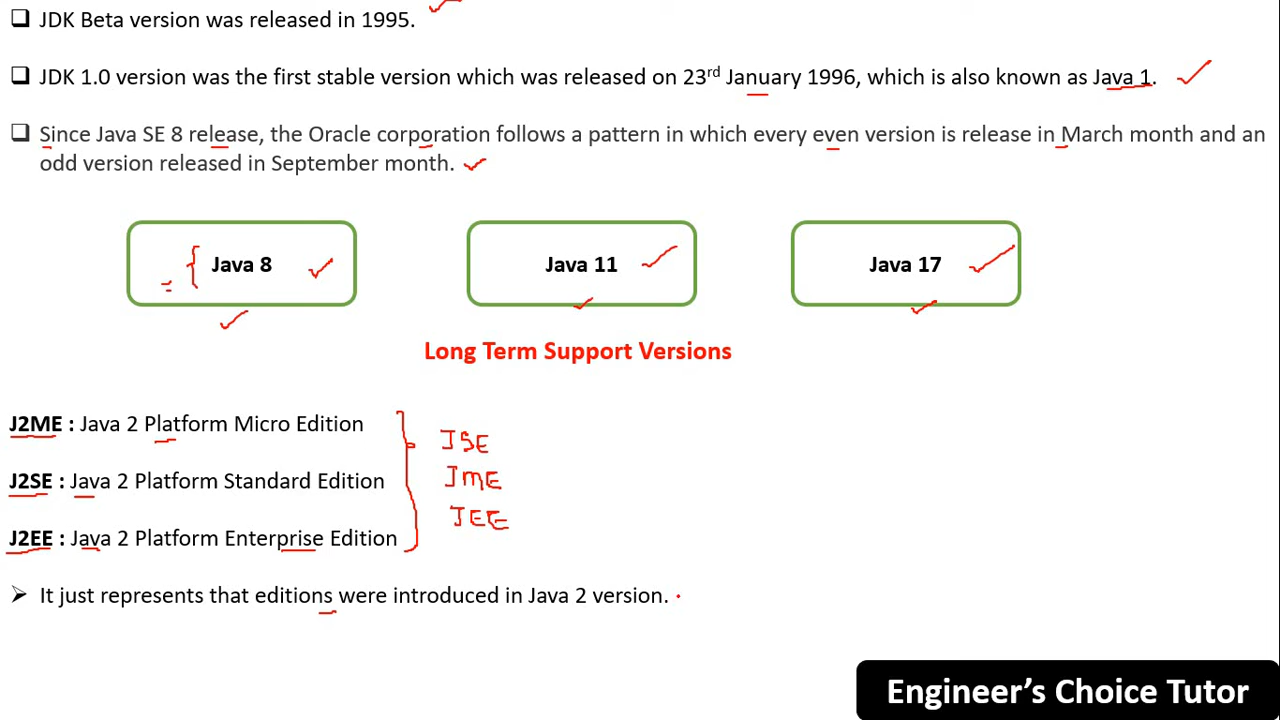 JDK Beta version was released in 1995.
JDK 1.0 version was the first stable version which was released on 23rd January 1996, which is also known as Java 1.
Since Java SE 8 release, the Oracle corporation follows a pattern in which every even version is release in March month and an
odd version released in September month.
Java 8 Java 11 Java 17
Long Term Support Versions
J2ME : Java 2 Platform Micro Edition
JSE
JME
J2SE : Java 2 Platform Standard Edition
JEE
J2EE : Java 2 Platform Enterprise Edition
It just represents that editions were introduced in Java 2 version.
Engineer's Choice Tutor